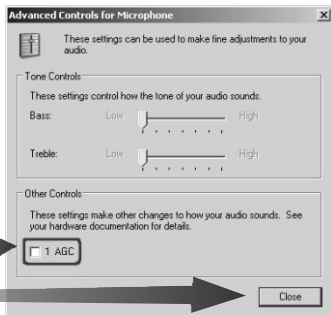 Advanced Controls for Microphone
These settings can be used to make fine adjustments to your
audio.
Tone Controls
These settings control how the tone of your audio sounds.
Bass: Low High
Treble: Low High
Other Controls
These settings make other changes to how your audio sounds. See
your hardware documentation for details.
1 AGC
Close